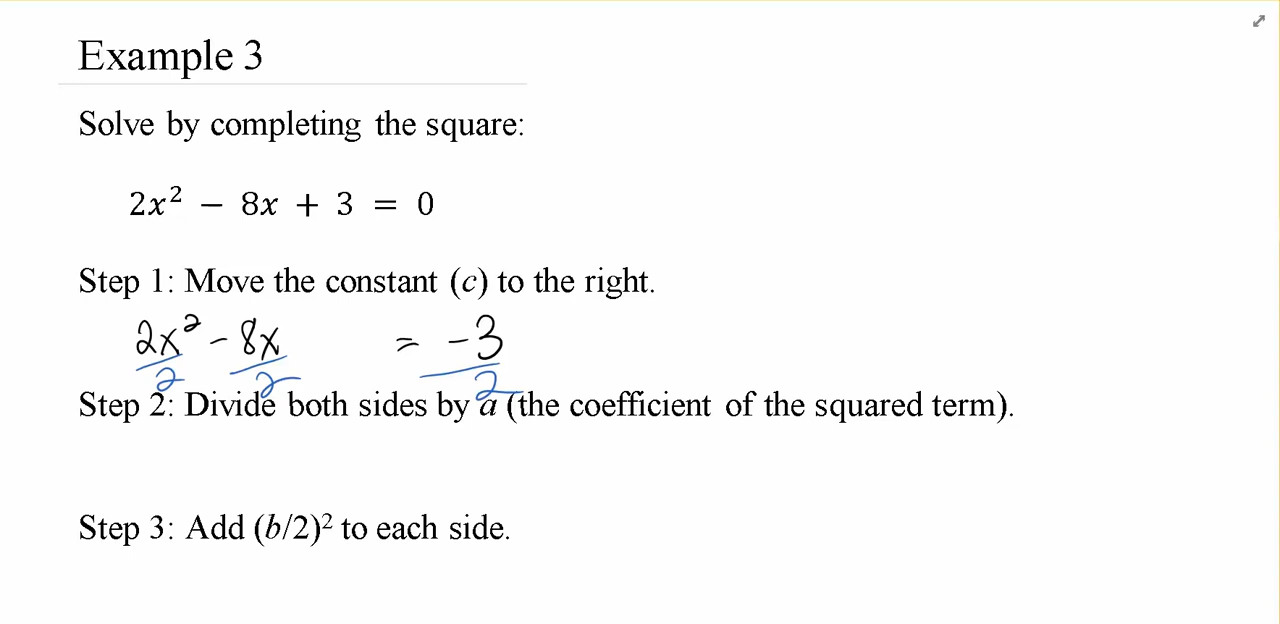 Example 3
Solve by completing the square:
2x² − 8x + 3 = 0
Step 1: Move the constant (c) to the right.
2x² - 8x = -3
2 2 2
Step 2: Divide both sides by a (the coefficient of the squared term).
Step 3: Add (b/2)² to each side.